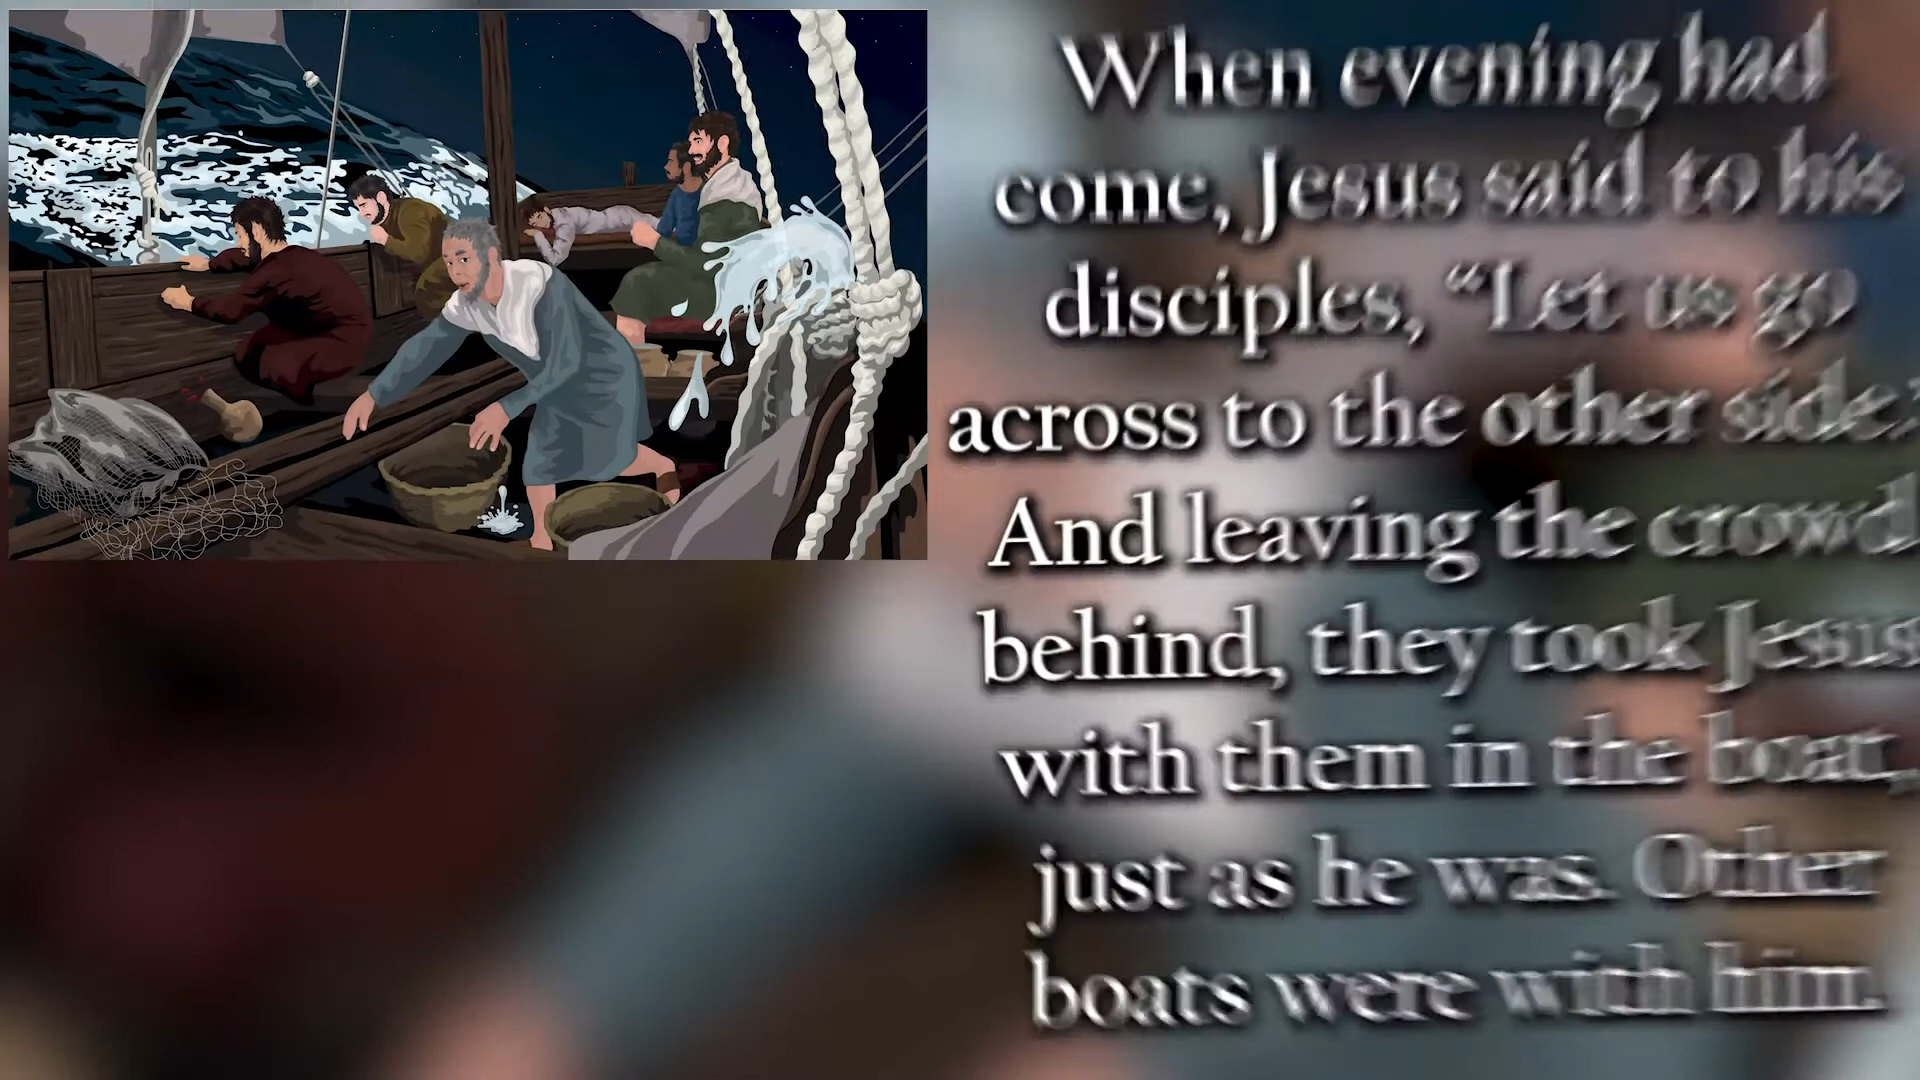 When evening had
come, Jesus said to his
disciples, “Let us go
across to the other side.”
And leaving the crowd
behind, they took Jesus
with them in the boat,
just as he was. Other
boats were with him.